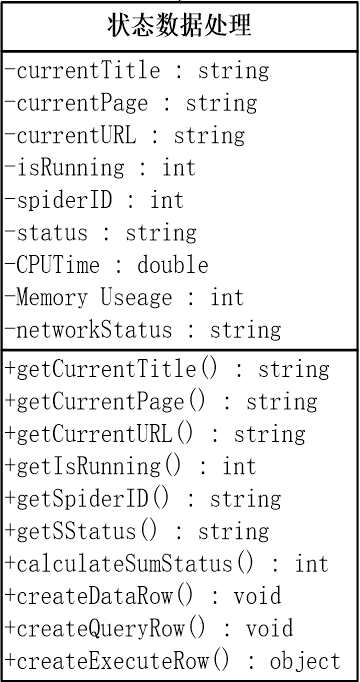 状态数据处理
-currentTitle : string
-currentPage : string
-currentURL : string
-isRunning : int
-spiderID : int
-status : string
-CPUTime : double
-Memory Useage : int
-networkStatus : string
+getCurrentTitle() : string
+getCurrentPage() : string
+getCurrentURL() : string
+getIsRunning() : int
+getSpiderID() : string
+getSStatus() : string
+calculateSumStatus() : int
+createDataRow() : void
+createQueryRow() : void
+createExecuteRow() : object